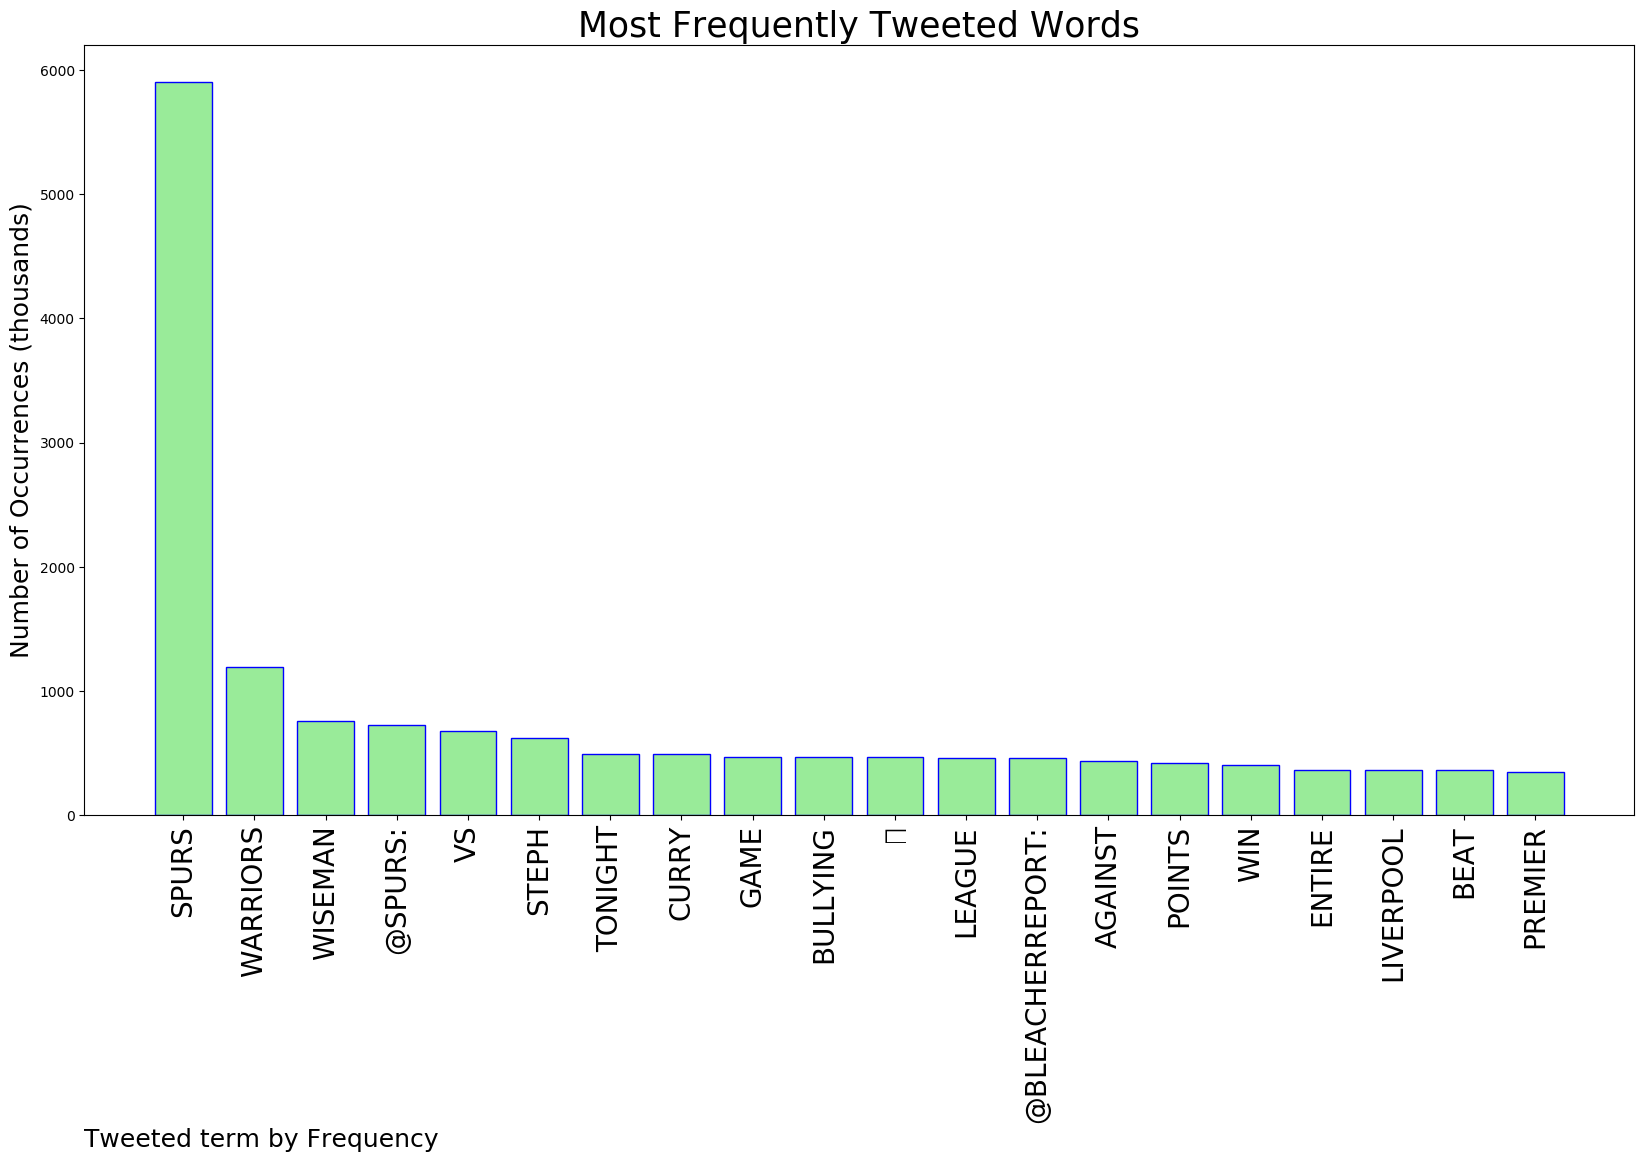 Most Frequently Tweeted Words
Number of Occurrences (thousands)
6000
5000
4000
3000
2000
1000
0
SPURS
WARRIORS
WISEMAN
@SPURS:
VS
STEPH
TONIGHT
CURRY
GAME
BULLYING
LEAGUE
@BLEACHERREPORT:
AGAINST
POINTS
WIN
ENTIRE
LIVERPOOL
BEAT
PREMIER
Tweeted term by Frequency